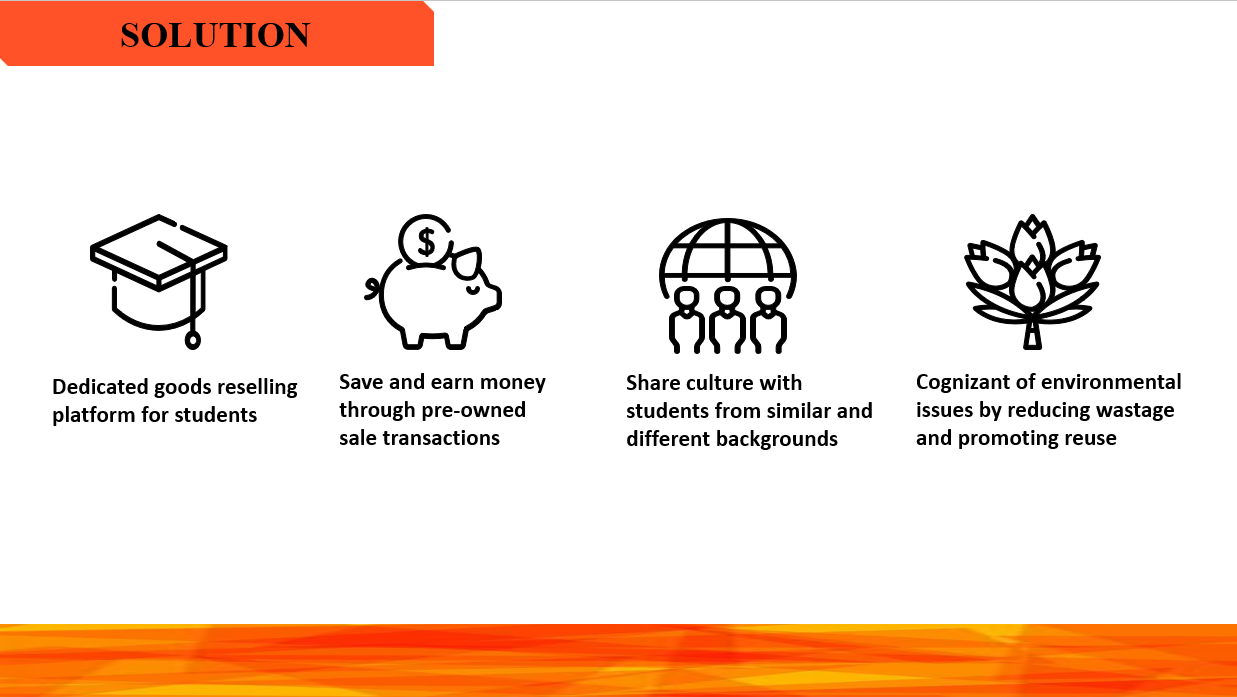 SOLUTION
$
Dedicated goods reselling
platform for students
Save and earn money
through pre-owned
sale transactions
Share culture with
students from similar and
different backgrounds
Cognizant of environmental
issues by reducing wastage
and promoting reuse